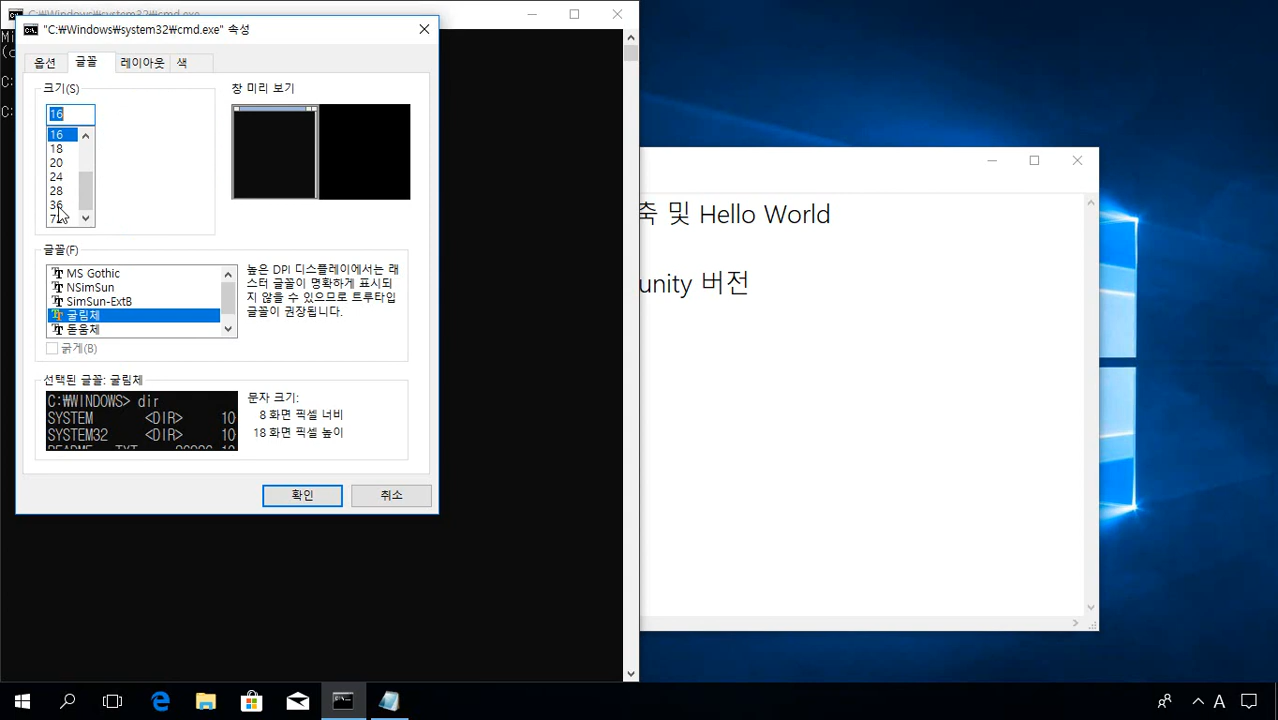 C:\Windows\system32\cmd.exe
"C:₩Windows₩system32₩cmd.exe" 속성
Mi
(c
C:
C:
옵션 글꼴 레이아웃 색
크기(S)
16
16
18
20
24
28
36
창 미리 보기
글꼴(F)
MS Gothic
NSimSun
SimSun-ExtB
굴림체
돋움체
굵게(B)
높은 DPI 디스플레이에서는 래
스터 글꼴이 명확하게 표시되
지 않을 수 있으므로 트루타입
글꼴이 권장됩니다.
선택된 글꼴: 굴림체
C:₩WINDOWS> dir
SYSTEM <DIR> 10
SYSTEM32 <DIR> 10
문자 크기:
8 화면 픽셀 너비
18 화면 픽셀 높이
확인 취소
축 및 Hello World
unity 버전
A